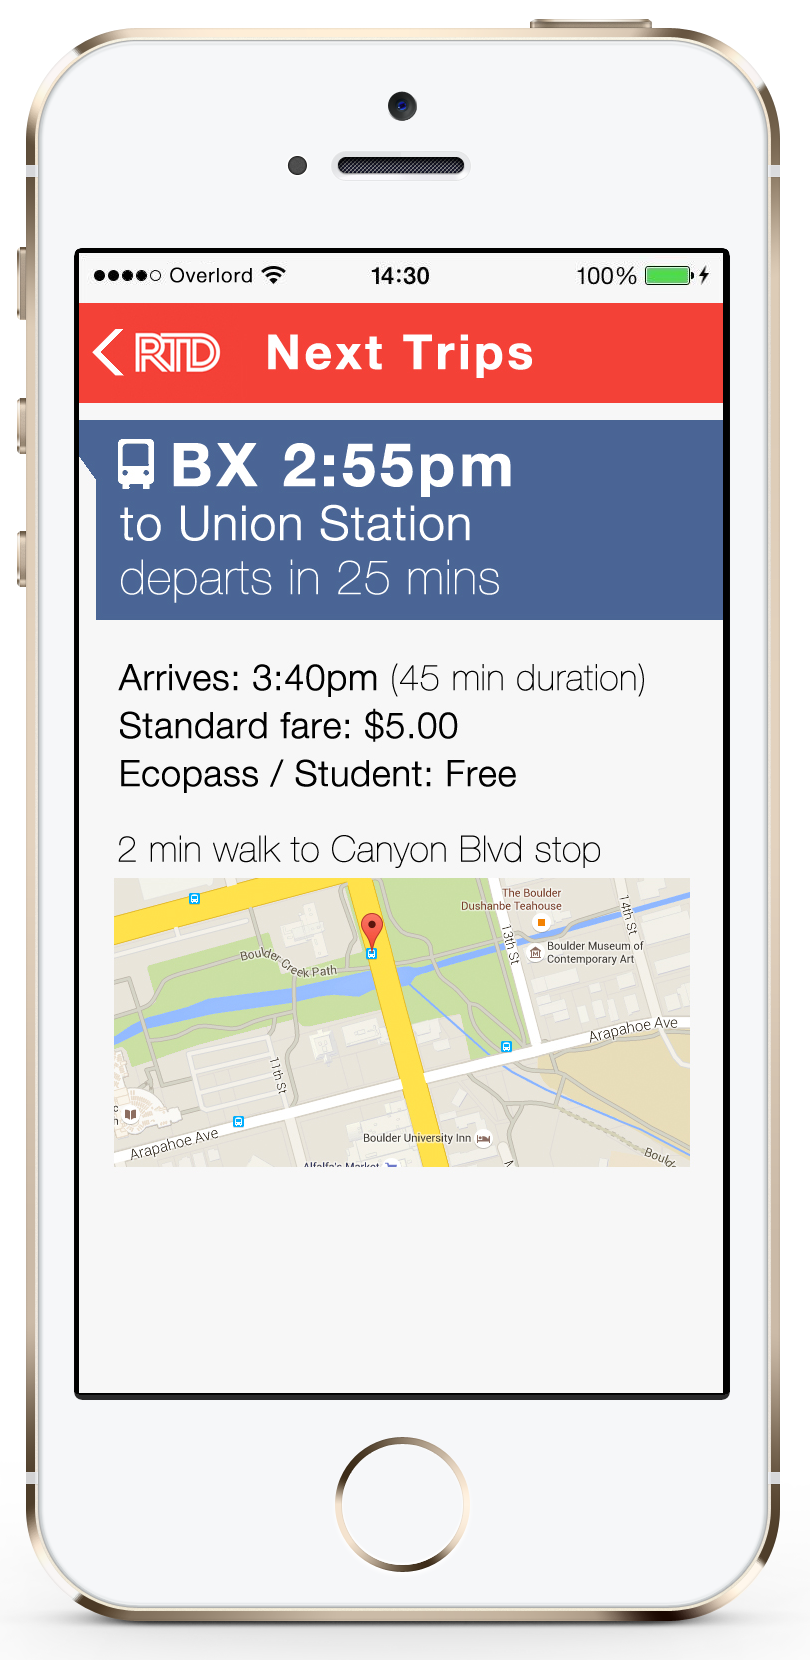 Overlord 14:30 100%
RTD Next Trips
BX 2:55pm
to Union Station
departs in 25 mins
Arrives: 3:40pm (45 min duration)
Standard fare: $5.00
Ecopass / Student: Free
2 min walk to Canyon Blvd stop
The Boulder
Dushanbe Teahouse
14th St
13th St
Boulder Museum of
Contemporary Art
Boulder Creek Path
Arapahoe Ave
11th St
Arapahoe Ave
Boulder University Inn
Alfalfa's Market